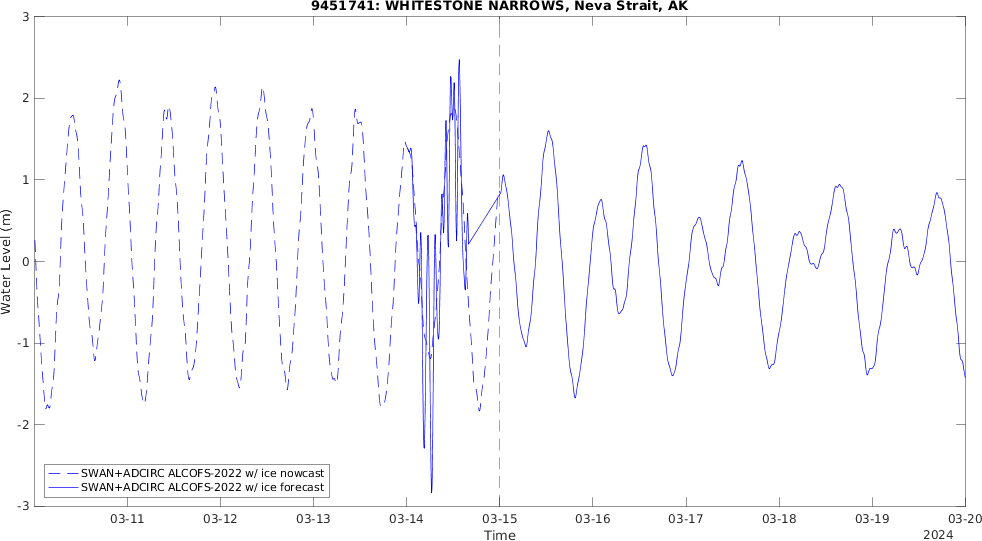 9451741: WHITESTONE NARROWS, Neva Strait, AK
3
2
1
0
-1
-2
-3
Water Level (m)
SWAN+ADCIRC ALCOFS-2022 w/ ice nowcast
SWAN+ADCIRC ALCOFS-2022 w/ ice forecast
03-11 03-12 03-13 03-14 03-15 03-16 03-17 03-18 03-19 03-20
Time
2024